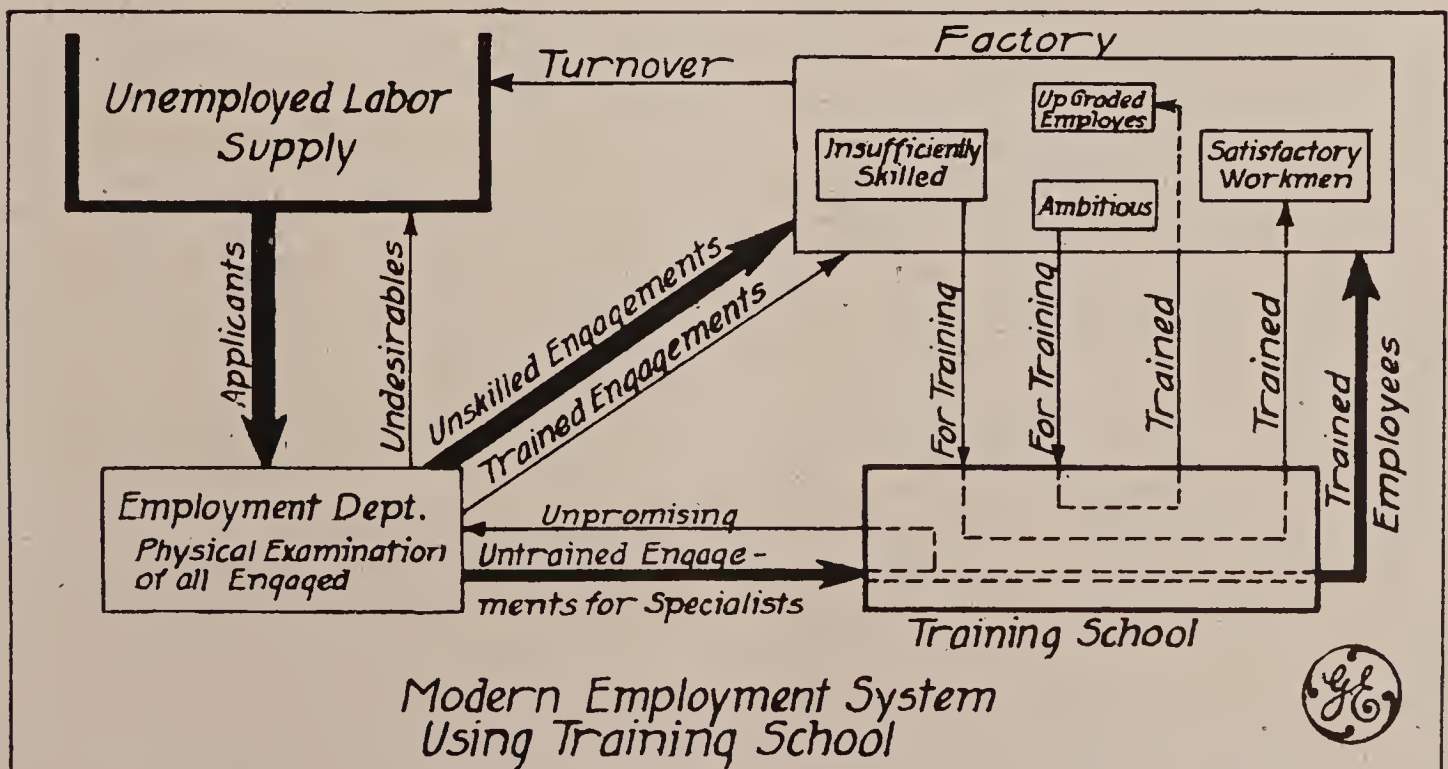 Factory
Turnover
Unemployed Labor
Supply
Up Graded
Employes
Insufficiently
Skilled
Satisfactory
Workmen
Ambitious
Applicants
Undesirables
Unskilled Engagements
Trained Engagements
For Training
For Training
Trained
Trained
Trained
Employees
Employment Dept.
Physical Examination
of all Engaged
Unpromising
Untrained Engage-
ments for Specialists
Training School
Modern Employment System
Using Training School
GE